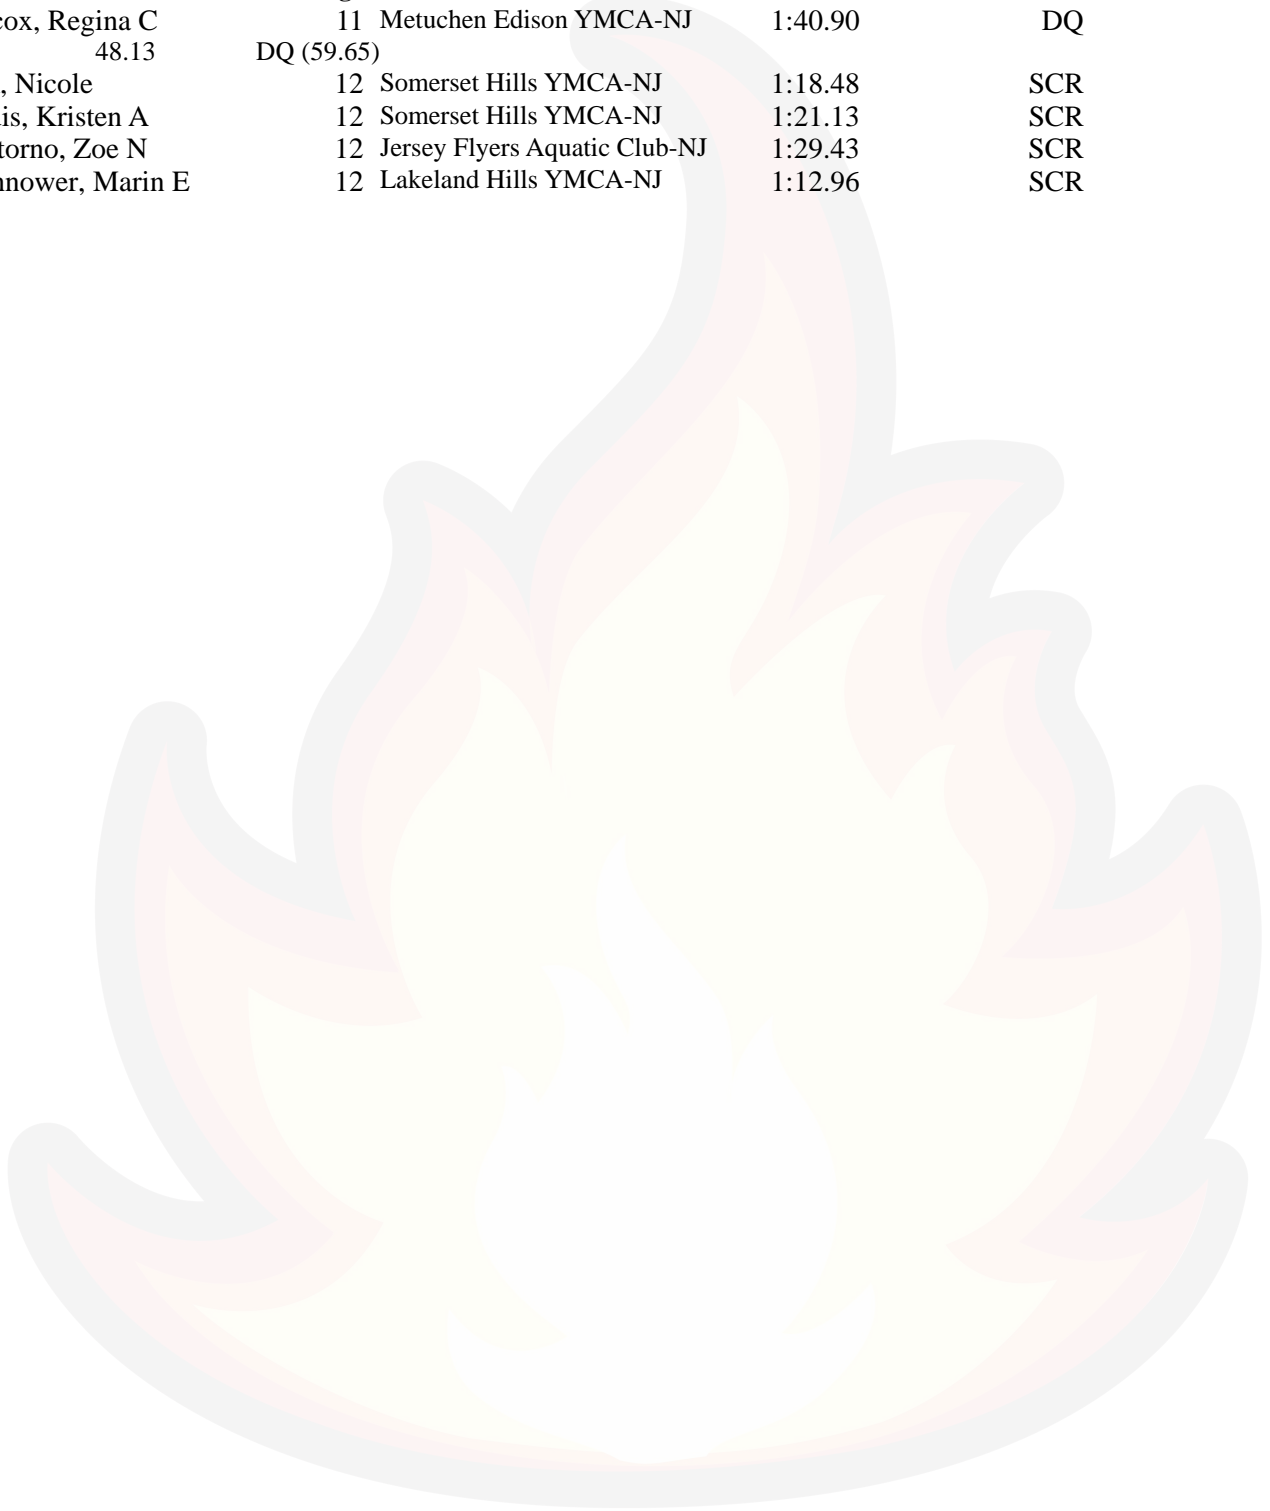 cox, Regina C 11 Metuchen Edison YMCA-NJ 1:40.90 DQ
48.13 DQ (59.65)
, Nicole 12 Somerset Hills YMCA-NJ 1:18.48 SCR
is, Kristen A 12 Somerset Hills YMCA-NJ 1:21.13 SCR
torno, Zoe N 12 Jersey Flyers Aquatic Club-NJ 1:29.43 SCR
nnower, Marin E 12 Lakeland Hills YMCA-NJ 1:12.96 SCR